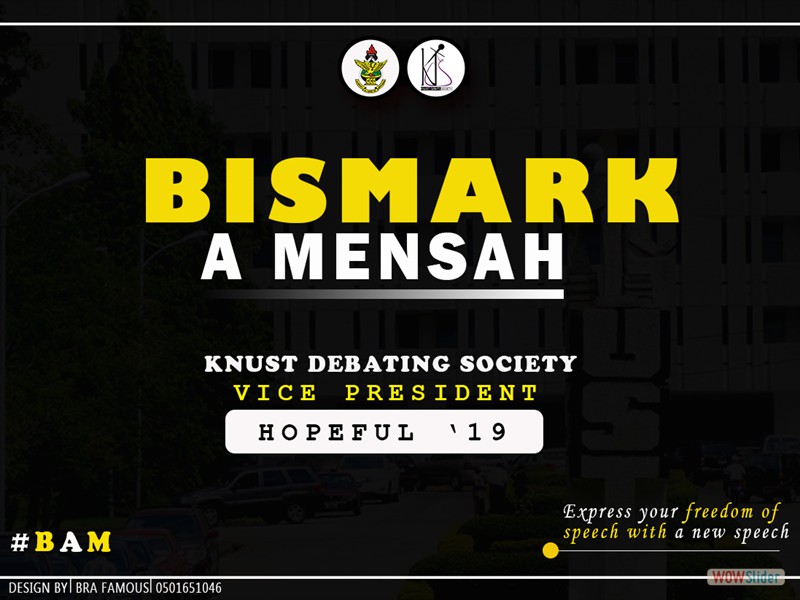 BISMARK
A MENSAH
KNUST DEBATING SOCIETY
VICE PRESIDENT
HOPEFUL ‘19
Express your freedom of
speech with a new speech
#BAM
WOWSlider
DESIGN BY| BRA FAMOUS| 0501651046
UST